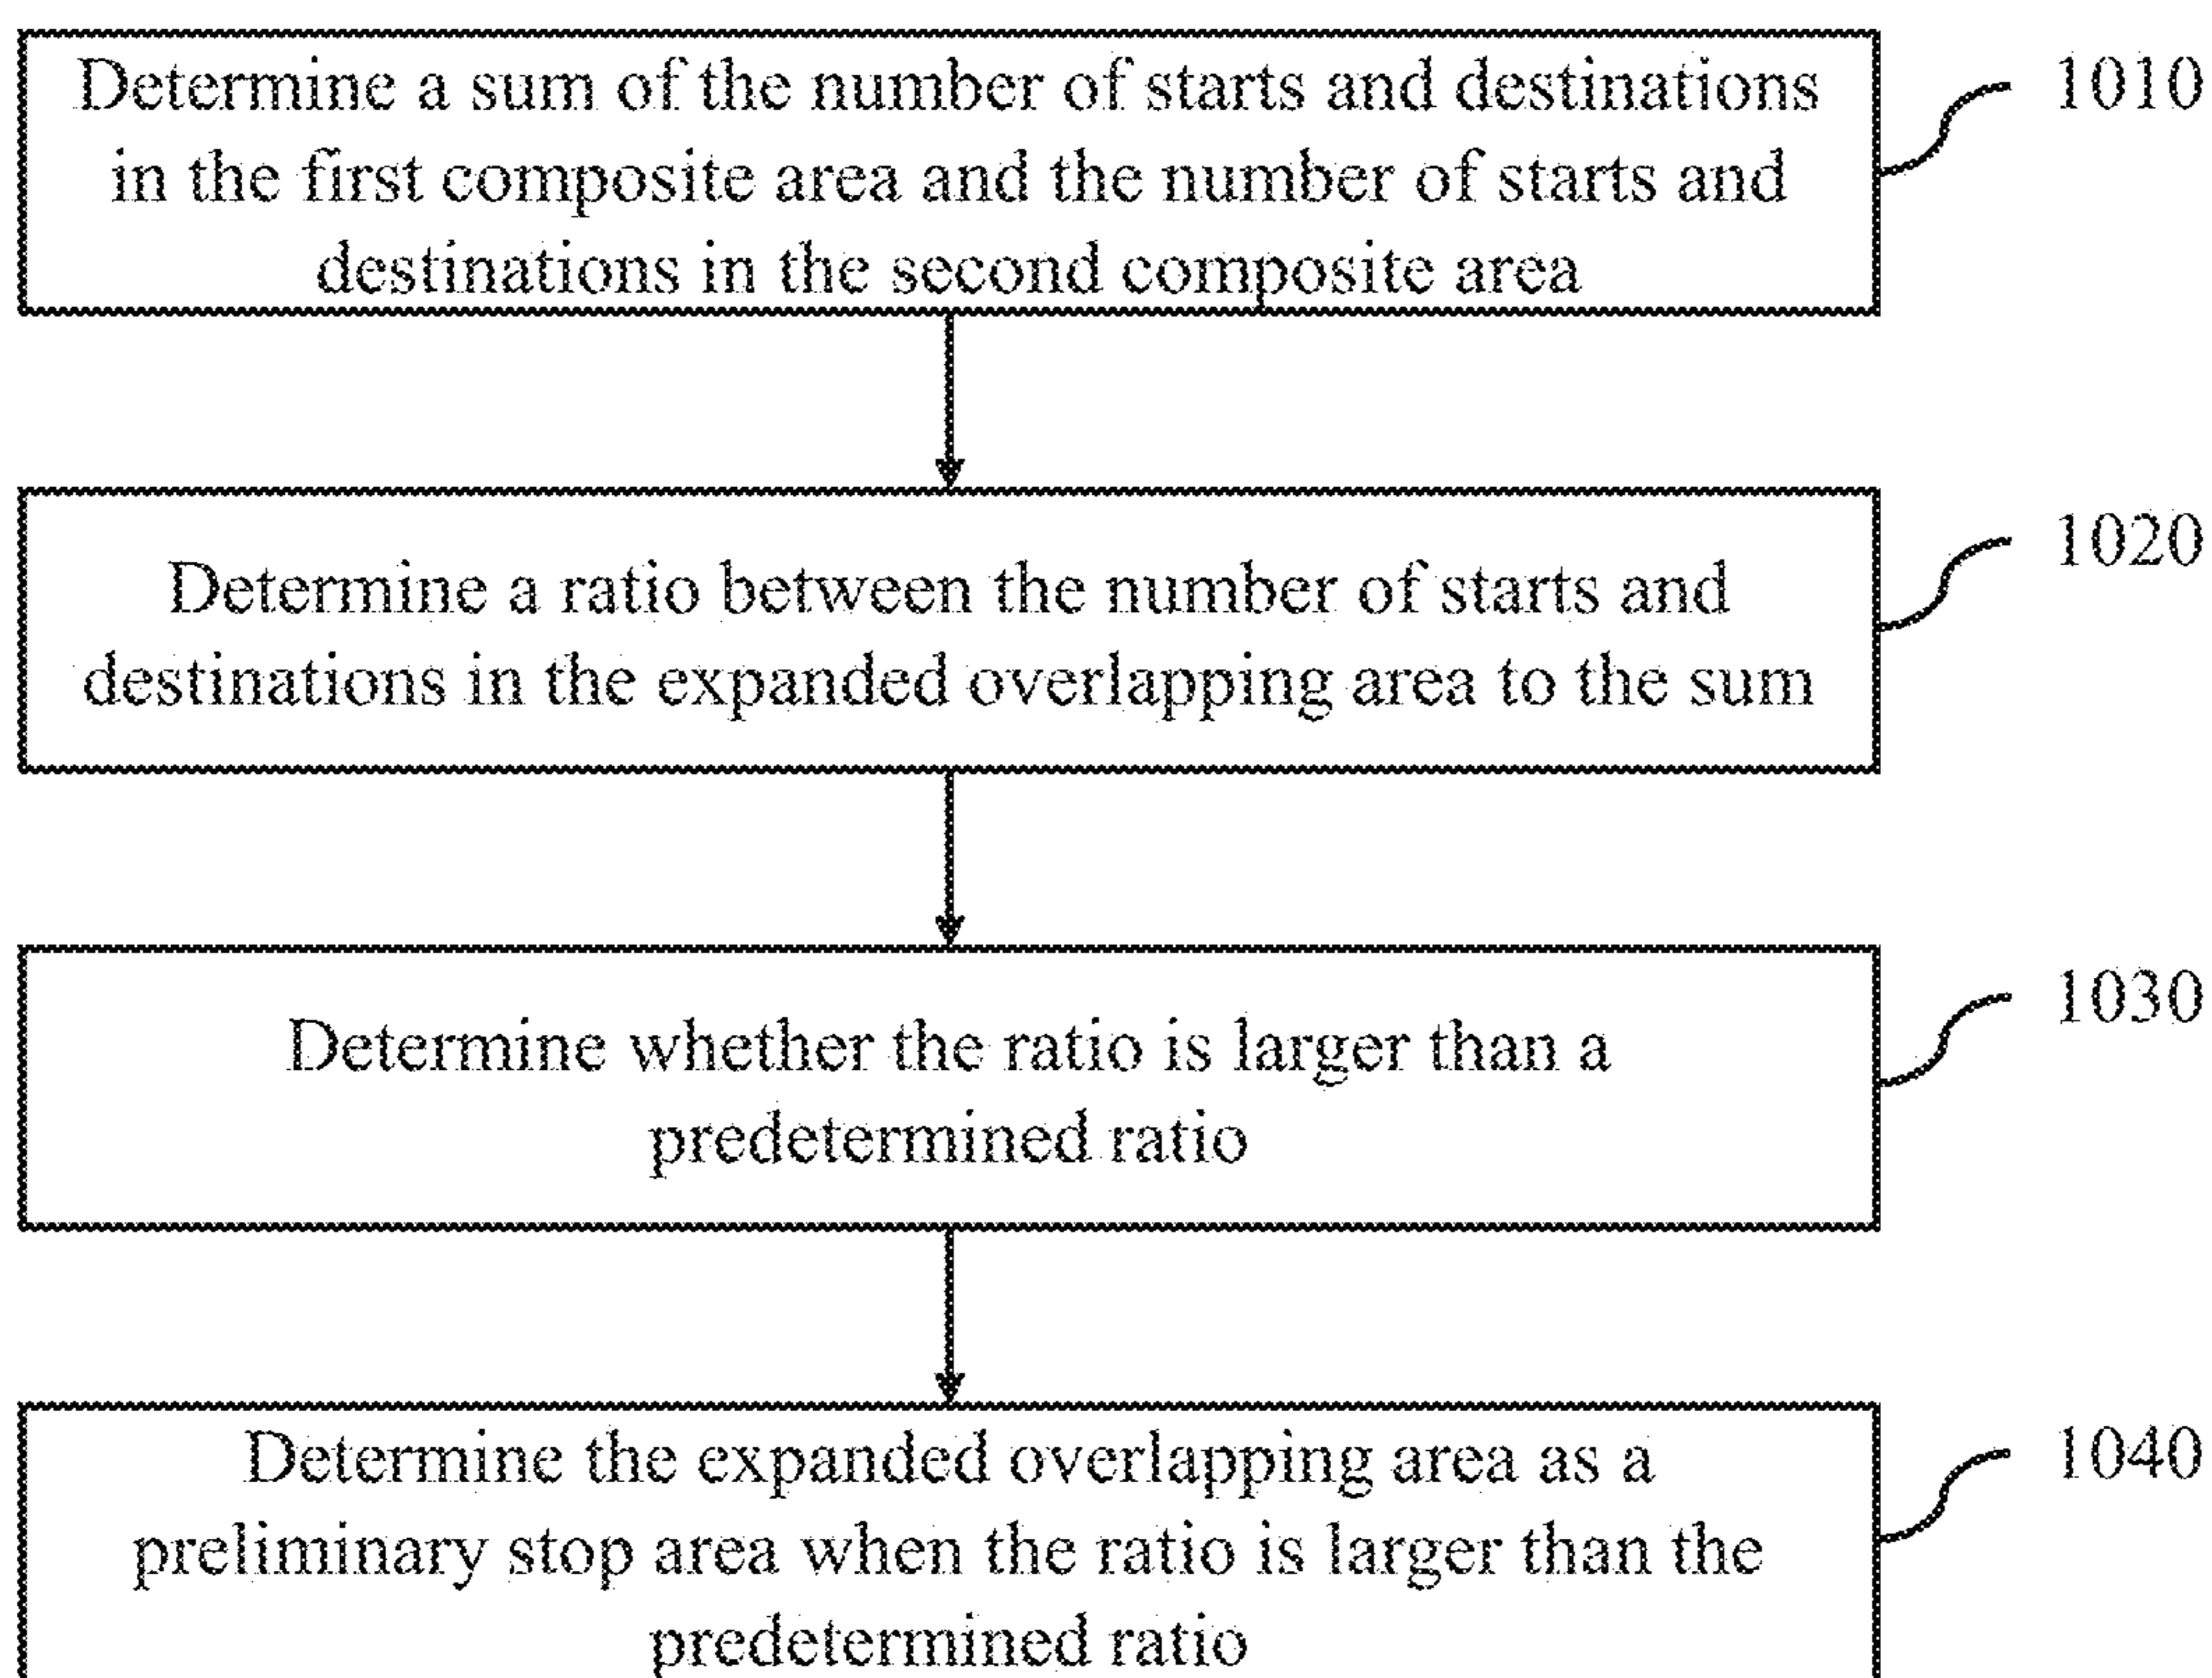 Determine a sum of the number of starts and destinations
in the first composite area and the number of starts and
destinations in the second composite area
1010
Determine a ratio between the number of starts and
destinations in the expanded overlapping area to the sum
1020
Determine whether the ratio is larger than a
predetermined ratio
1030
Determine the expanded overlapping area as a
preliminary stop area when the ratio is larger than the
predetermined ratio
1040